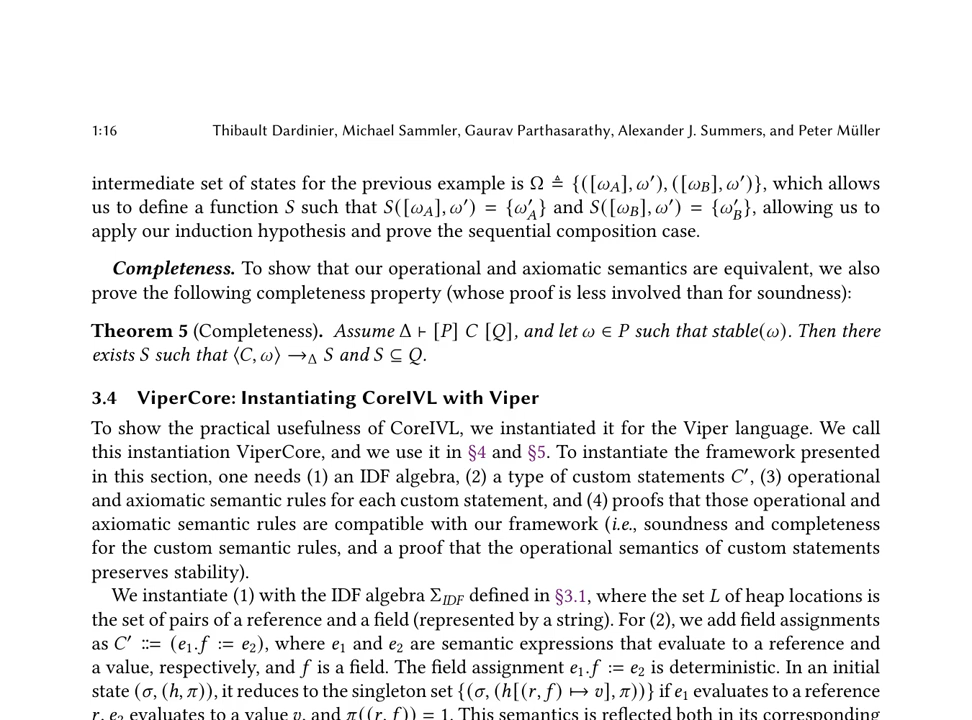 1:16 Thibault Dardinier, Michael Sammler, Gaurav Parthasarathy, Alexander J. Summers, and Peter Müller
intermediate set of states for the previous example is Ω ≜ {([ω_A], ω′), ([ω_B], ω′)}, which allows
us to define a function S such that S([ω_A], ω′) = {ω′_A} and S([ω_B], ω′) = {ω′_B}, allowing us to
apply our induction hypothesis and prove the sequential composition case.
Completeness. To show that our operational and axiomatic semantics are equivalent, we also
prove the following completeness property (whose proof is less involved than for soundness):
Theorem 5 (Completeness). Assume Δ ⊢ [P] C [Q], and let ω ∈ P such that stable(ω). Then there
exists S such that ⟨C, ω⟩ →_Δ S and S ⊆ Q.
3.4 ViperCore: Instantiating CoreIVL with Viper
To show the practical usefulness of CoreIVL, we instantiated it for the Viper language. We call
this instantiation ViperCore, and we use it in §4 and §5. To instantiate the framework presented
in this section, one needs (1) an IDF algebra, (2) a type of custom statements C′, (3) operational
and axiomatic semantic rules for each custom statement, and (4) proofs that those operational and
axiomatic semantic rules are compatible with our framework (i.e., soundness and completeness
for the custom semantic rules, and a proof that the operational semantics of custom statements
preserves stability).
We instantiate (1) with the IDF algebra Σ_IDF defined in §3.1, where the set L of heap locations is
the set of pairs of a reference and a field (represented by a string). For (2), we add field assignments
as C′ ::= (e₁.f := e₂), where e₁ and e₂ are semantic expressions that evaluate to a reference and
a value, respectively, and f is a field. The field assignment e₁.f := e₂ is deterministic. In an initial
state (σ, (h, π)), it reduces to the singleton set {(σ, (h[(r, f) ↦ v], π))} if e₁ evaluates to a reference
r, e₂ evaluates to a value v, and π((r, f)) = 1. This semantics is reflected both in its corresponding